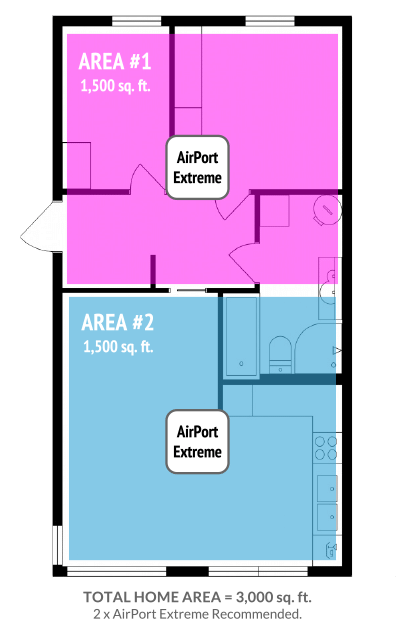 AREA #1
1,500 sq. ft.
AirPort
Extreme
AREA #2
1,500 sq. ft.
AirPort
Extreme
TOTAL HOME AREA = 3,000 sq. ft.
2 x AirPort Extreme Recommended.